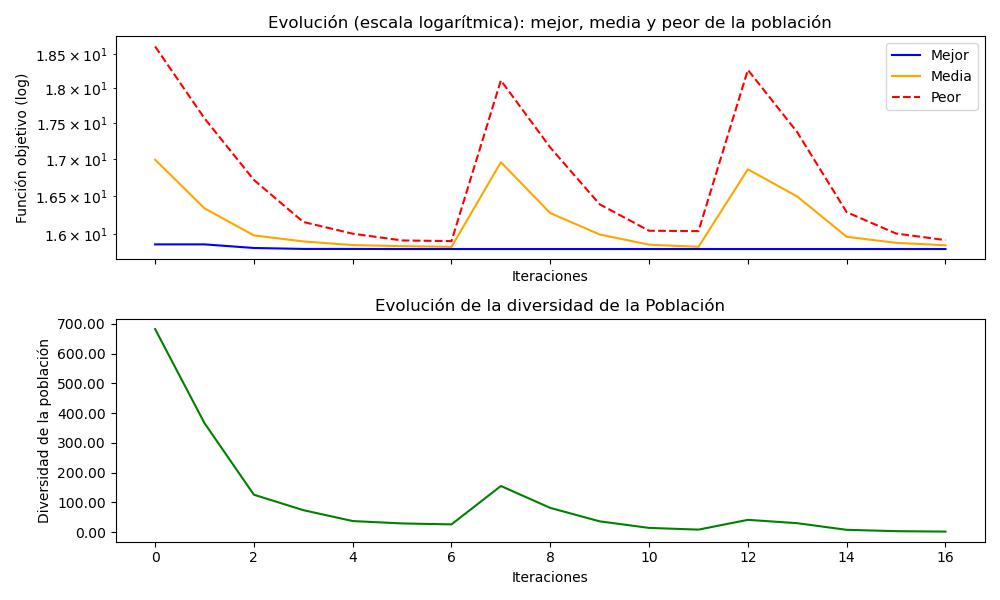 Evolución (escala logarítmica): mejor, media y peor de la población
Función objetivo (log)
1.85 × 10¹
1.8 × 10¹
1.75 × 10¹
1.7 × 10¹
1.65 × 10¹
1.6 × 10¹
Mejor
Media
Peor
Iteraciones
Evolución de la diversidad de la Población
Diversidad de la población
700.00
600.00
500.00
400.00
300.00
200.00
100.00
0.00
0 2 4 6 8 10 12 14 16
Iteraciones